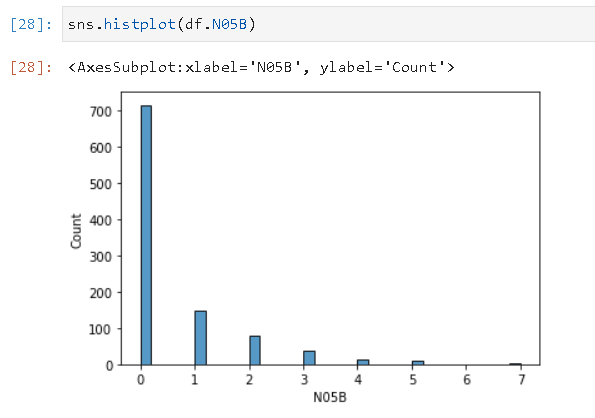 [28]: sns.histplot(df.N05B)
[28]: <AxesSubplot:xlabel='N05B', ylabel='Count'>
700
600
500
400
300
200
100
0
Count
0 1 2 3 4 5 6 7
N05B